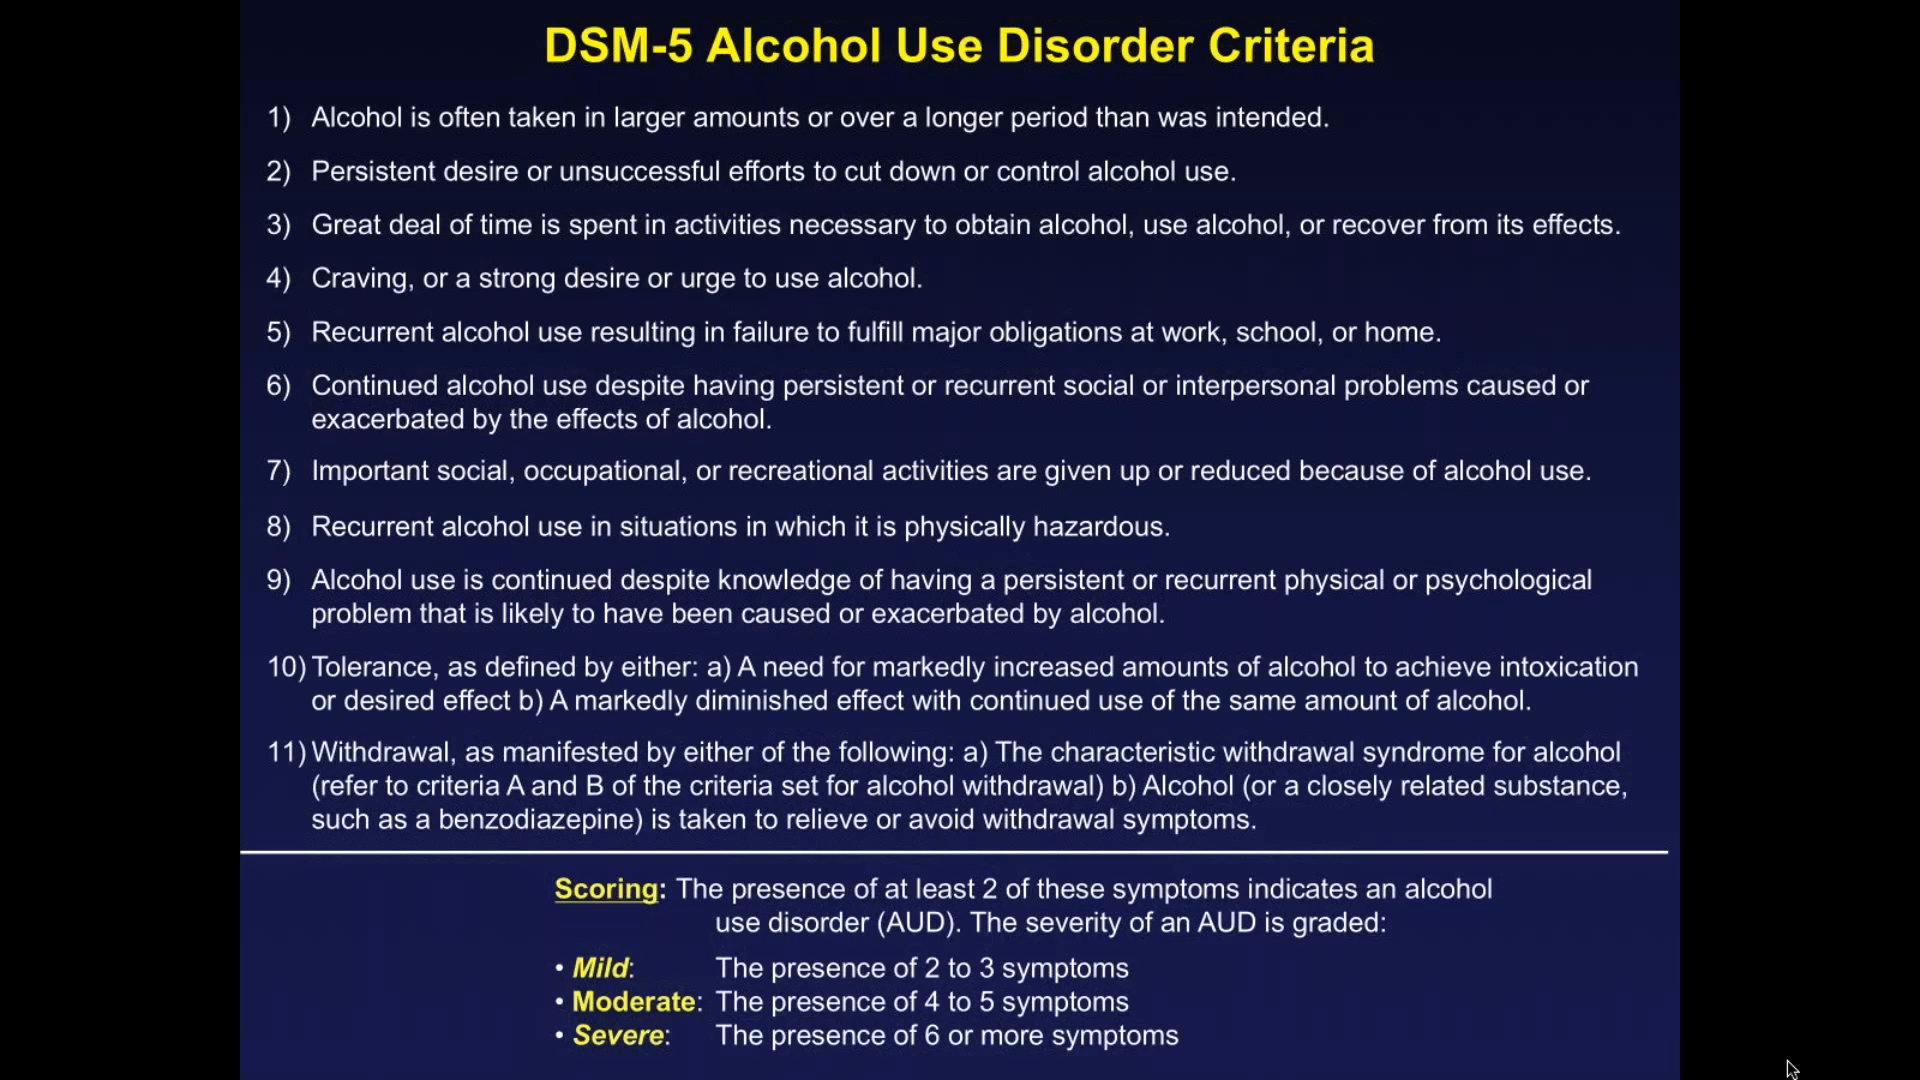 DSM-5 Alcohol Use Disorder Criteria
1) Alcohol is often taken in larger amounts or over a longer period than was intended.
2) Persistent desire or unsuccessful efforts to cut down or control alcohol use.
3) Great deal of time is spent in activities necessary to obtain alcohol, use alcohol, or recover from its effects.
4) Craving, or a strong desire or urge to use alcohol.
5) Recurrent alcohol use resulting in failure to fulfill major obligations at work, school, or home.
6) Continued alcohol use despite having persistent or recurrent social or interpersonal problems caused or
exacerbated by the effects of alcohol.
7) Important social, occupational, or recreational activities are given up or reduced because of alcohol use.
8) Recurrent alcohol use in situations in which it is physically hazardous.
9) Alcohol use is continued despite knowledge of having a persistent or recurrent physical or psychological
problem that is likely to have been caused or exacerbated by alcohol.
10) Tolerance, as defined by either: a) A need for markedly increased amounts of alcohol to achieve intoxication
or desired effect b) A markedly diminished effect with continued use of the same amount of alcohol.
11) Withdrawal, as manifested by either of the following: a) The characteristic withdrawal syndrome for alcohol
(refer to criteria A and B of the criteria set for alcohol withdrawal) b) Alcohol (or a closely related substance,
such as a benzodiazepine) is taken to relieve or avoid withdrawal symptoms.
Scoring: The presence of at least 2 of these symptoms indicates an alcohol
use disorder (AUD). The severity of an AUD is graded:
• Mild: The presence of 2 to 3 symptoms
• Moderate: The presence of 4 to 5 symptoms
• Severe: The presence of 6 or more symptoms